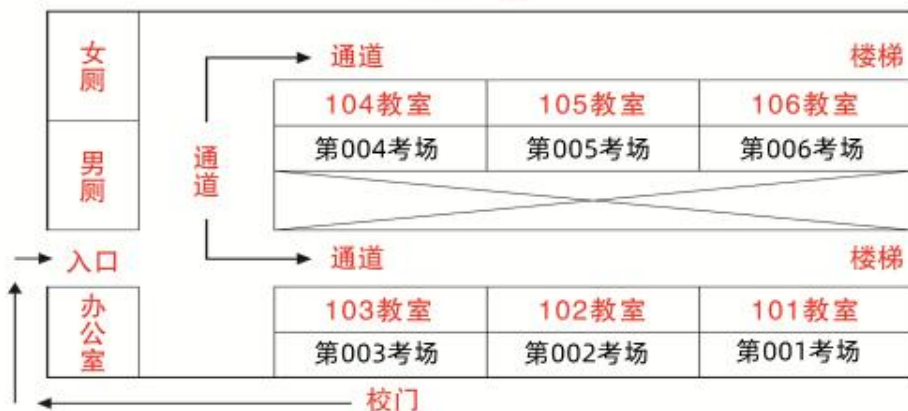 女厕
通道
楼梯
104教室
105教室
106教室
第004考场
第005考场
第006考场
男厕
通道
入口
通道
楼梯
办公室
103教室
102教室
101教室
第003考场
第002考场
第001考场
校门